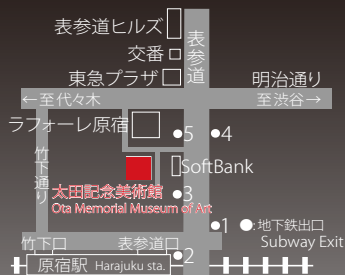 表参道ヒルズ
交番
東急プラザ
表参道
明治通り
←至代々木
至渋谷→
ラフォーレ原宿
●5
●4
竹下通り
SoftBank
太田記念美術館
Ota Memorial Museum of Art
●3
●1
●:地下鉄出口
Subway Exit
竹下口
表参道口
●2
原宿駅 Harajuku sta.